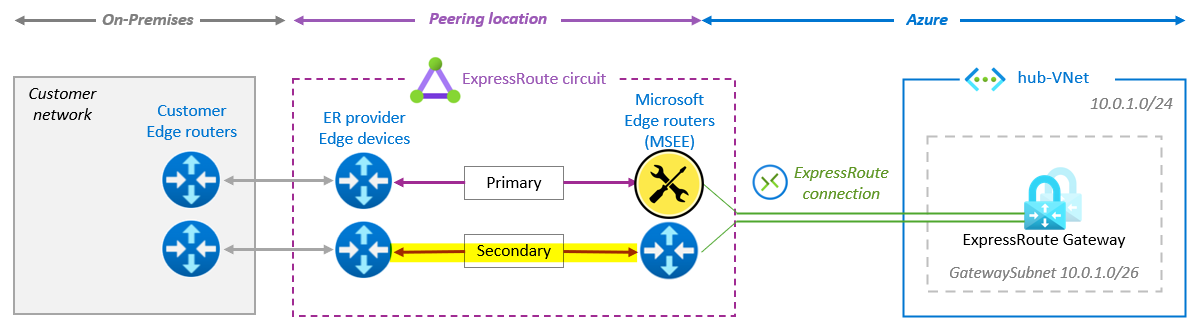 On-Premises
Peering location
Azure
ExpressRoute circuit
hub-VNet
Customer
network
10.0.1.0/24
Customer
Edge routers
ER provider
Edge devices
Microsoft
Edge routers
(MSEE)
Primary
ExpressRoute
connection
Secondary
ExpressRoute Gateway
GatewaySubnet 10.0.1.0/26